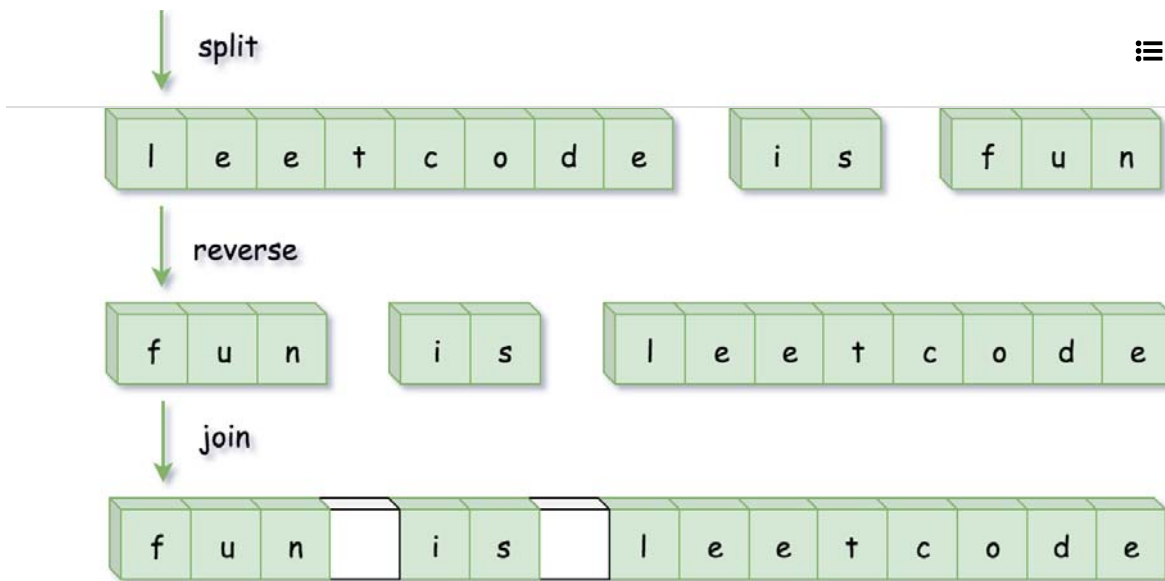 split
l e e t c o d e i s f u n
reverse
f u n i s l e e t c o d e
join
f u n i s l e e t c o d e